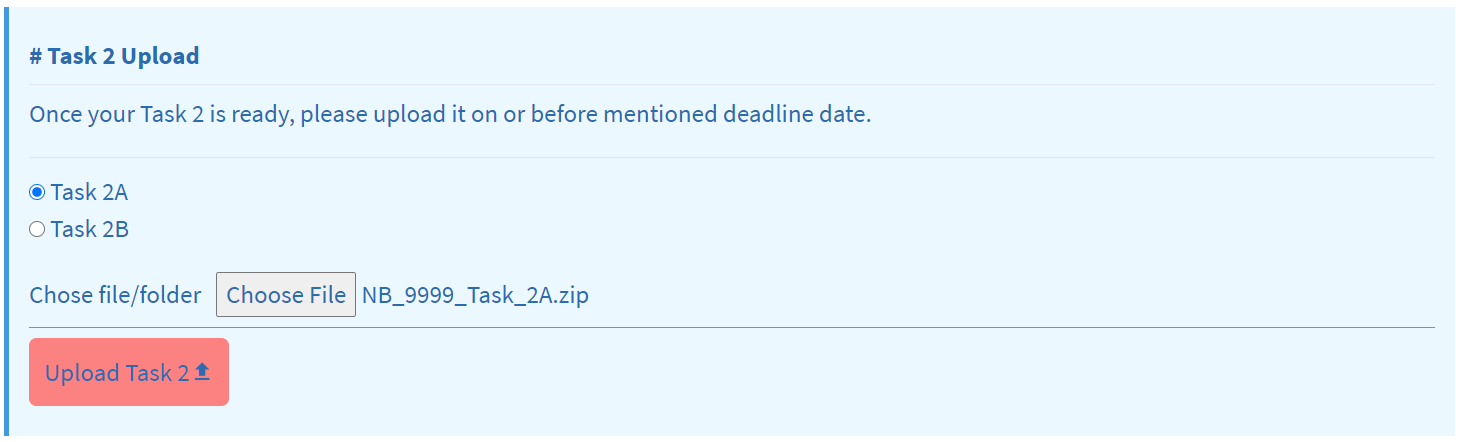 # Task 2 Upload
Once your Task 2 is ready, please upload it on or before mentioned deadline date.
Task 2A
Task 2B
Chose file/folder Choose File NB_9999_Task_2A.zip
Upload Task 2